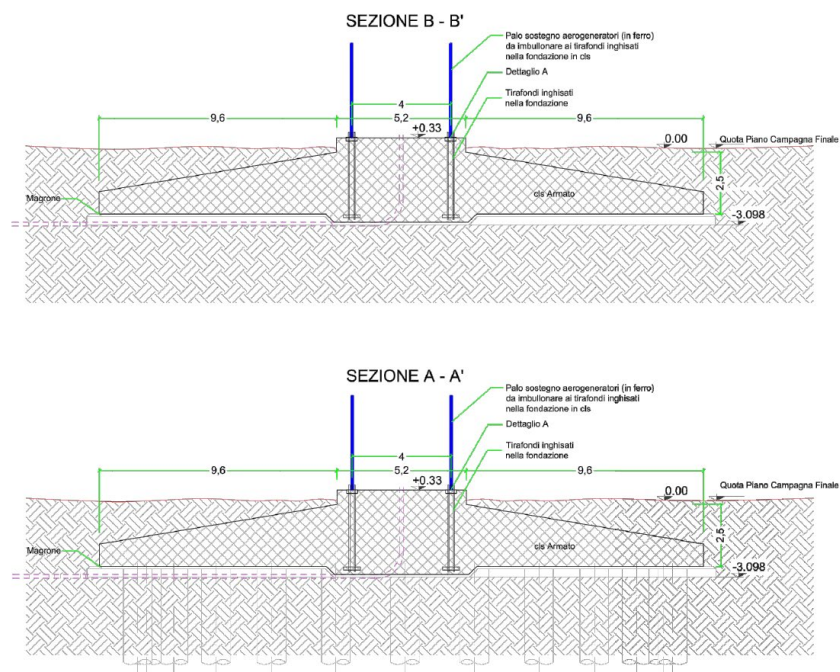 SEZIONE B - B'
Palo sostegno aerogeneratori (in ferro)
da imbullonare ai tirafondi inghisati
nella fondazione in cls
Dettaglio A
Tirafondi inghisati
nella fondazione
4
9,6
5,2
9,6
+0.33
0.00
Quota Piano Campagna Finale
2,5
Magrone
cls Armato
-3.098
SEZIONE A - A'
Palo sostegno aerogeneratori (in ferro)
da imbullonare ai tirafondi inghisati
nella fondazione in cls
Dettaglio A
Tirafondi inghisati
nella fondazione
4
9,6
5,2
9,6
+0.33
0.00
Quota Piano Campagna Finale
2,5
Magrone
cls Armato
-3.098